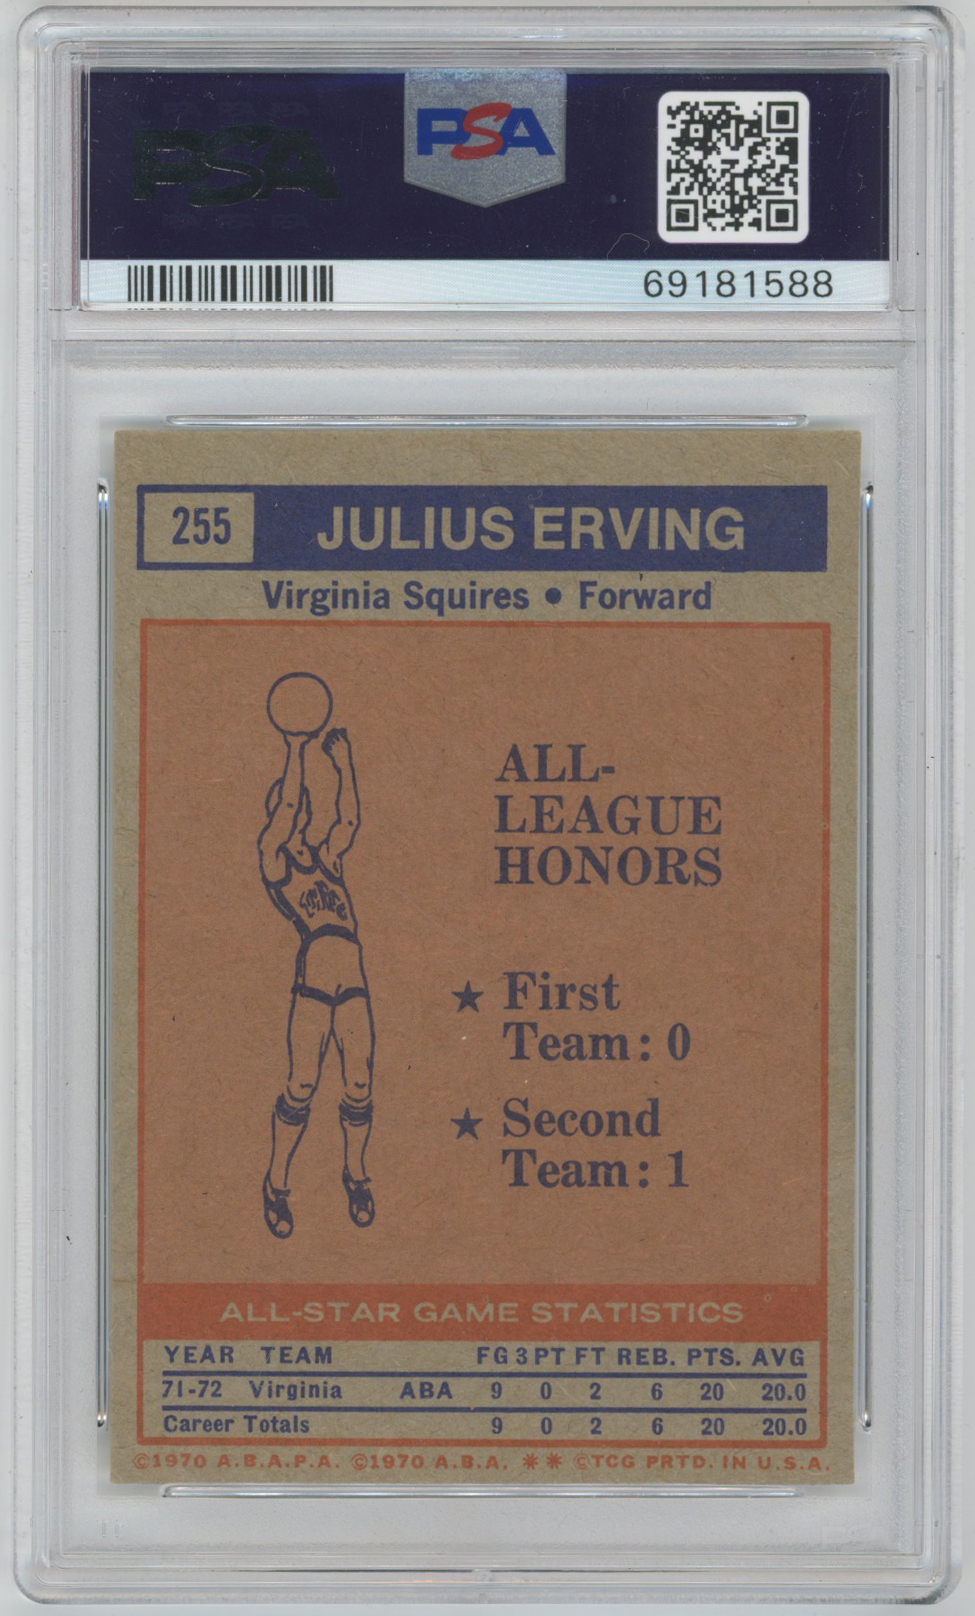 PSA
PSA
69181588
255 JULIUS ERVING
Virginia Squires • Forward
ALL-
LEAGUE
HONORS
★ First
Team: 0
★ Second
Team: 1
ALL-STAR GAME STATISTICS
YEAR TEAM FG 3PT FT REB. PTS. AVG
71-72 Virginia ABA 9 0 2 6 20 20.0
Career Totals 9 0 2 6 20 20.0
©1970 A.B.A.P.A. ©1970 A.B.A. ** ©TCG PRTD. IN U.S.A.